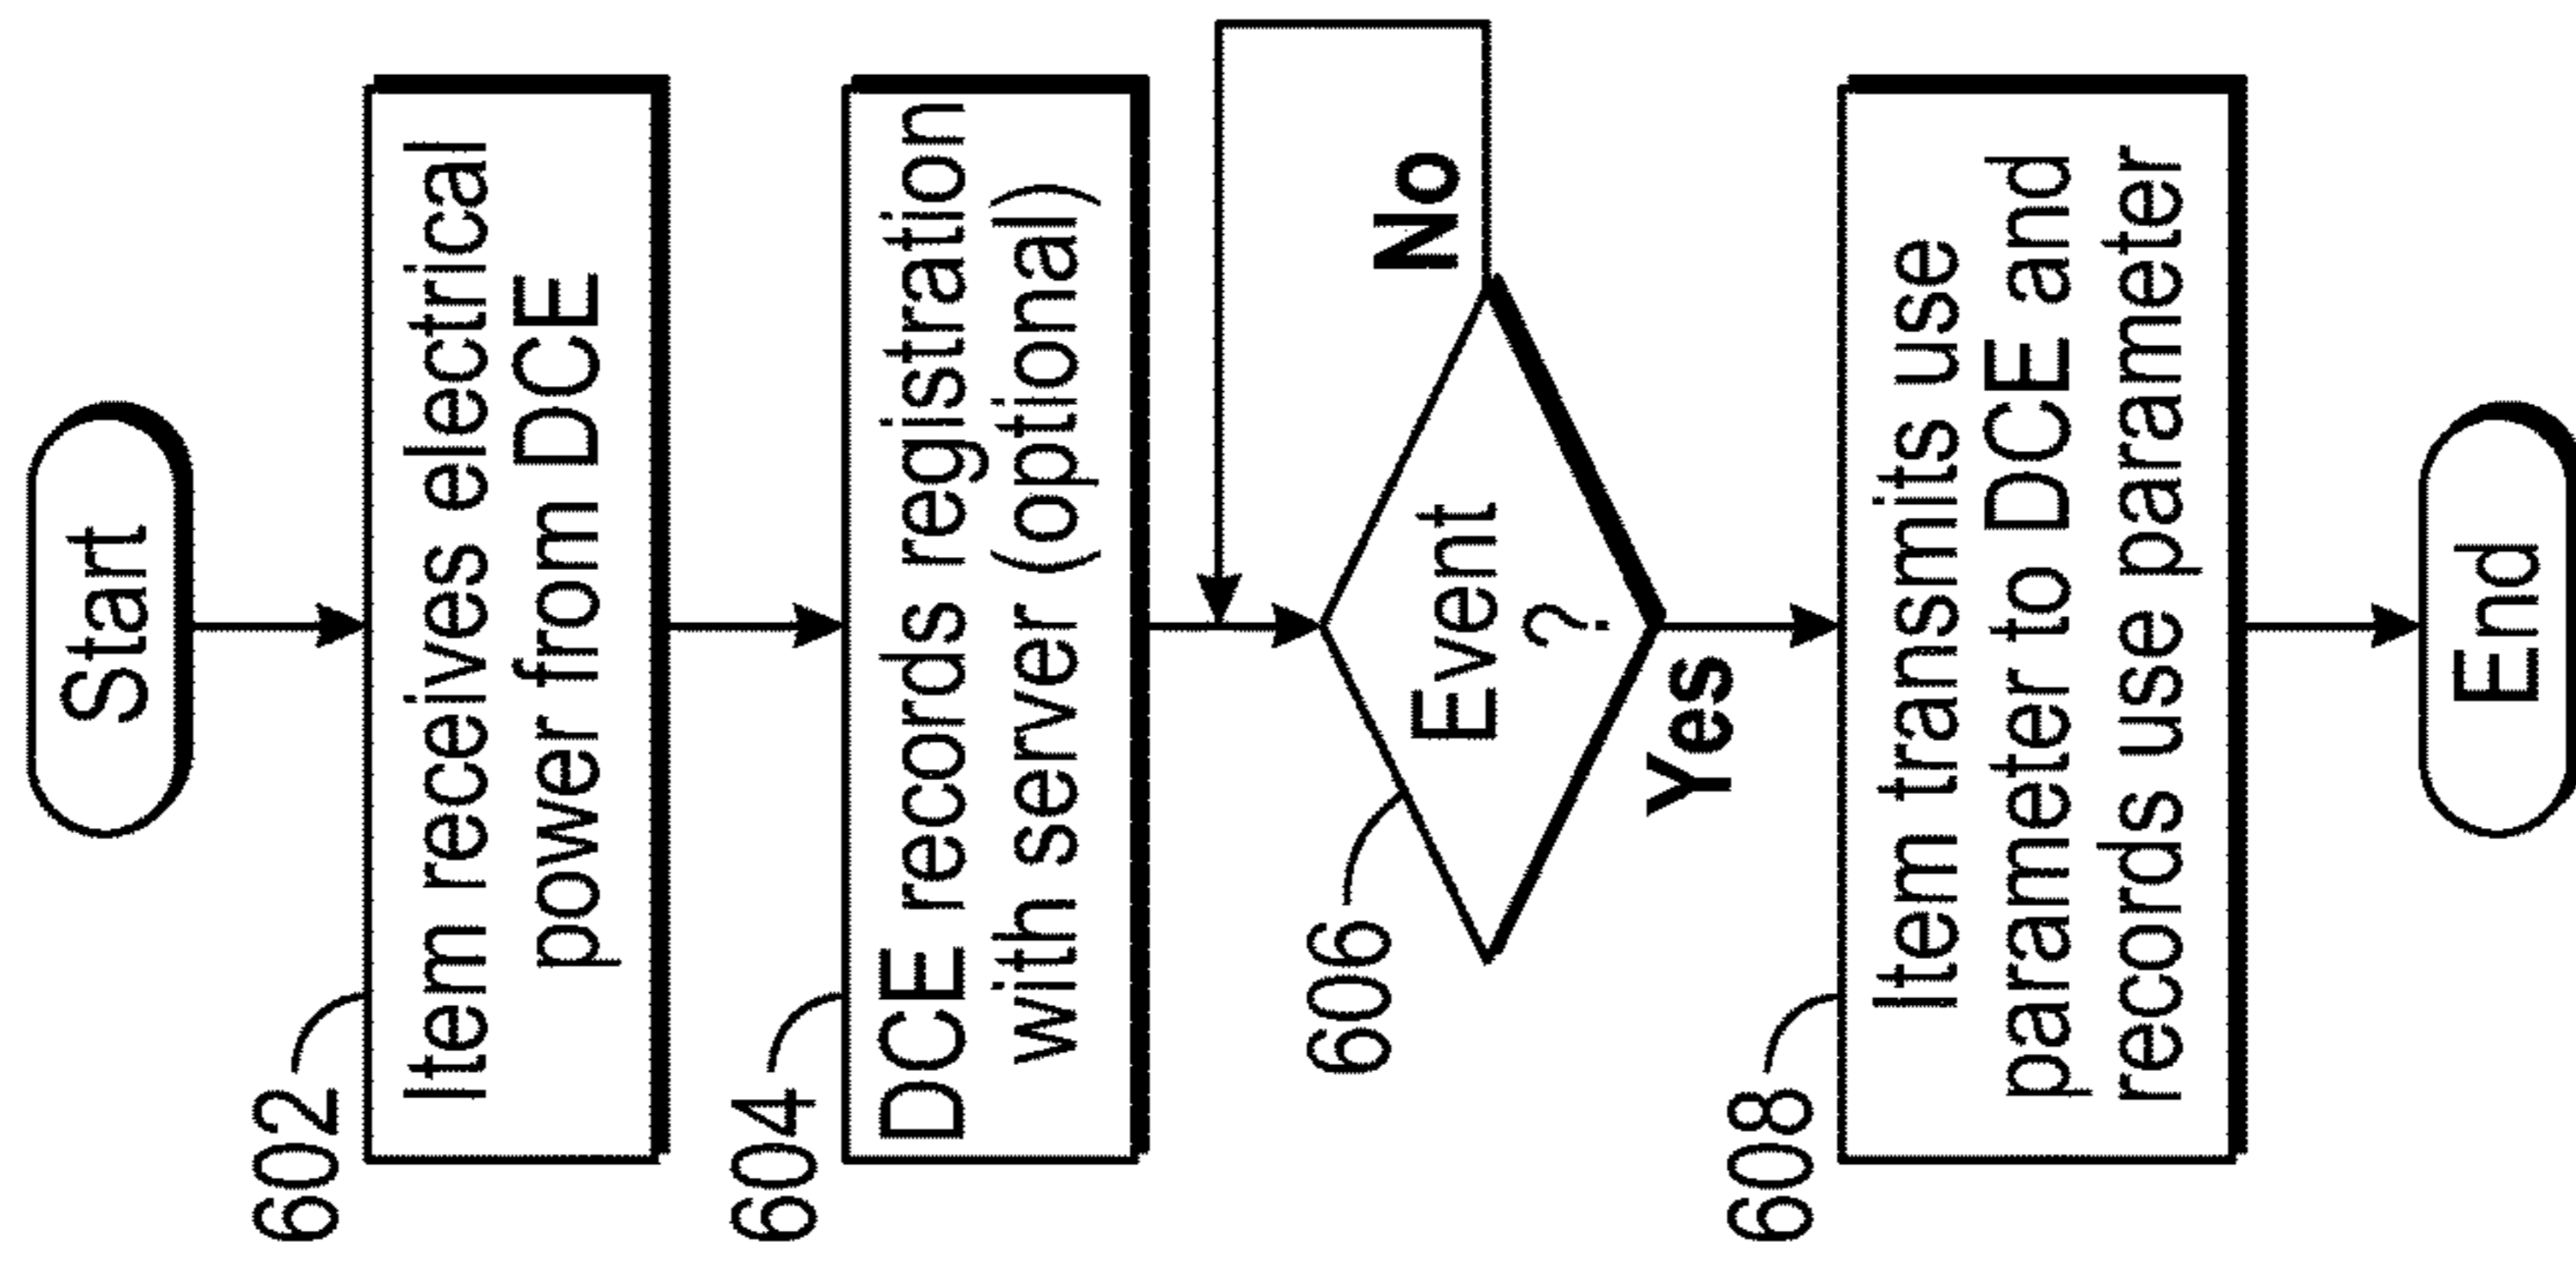 Start
602
Item receives electrical
power from DCE
604
DCE records registration
with server (optional)
606
Event
?
No
Yes
608
Item transmits use
parameter to DCE and
records use parameter
End